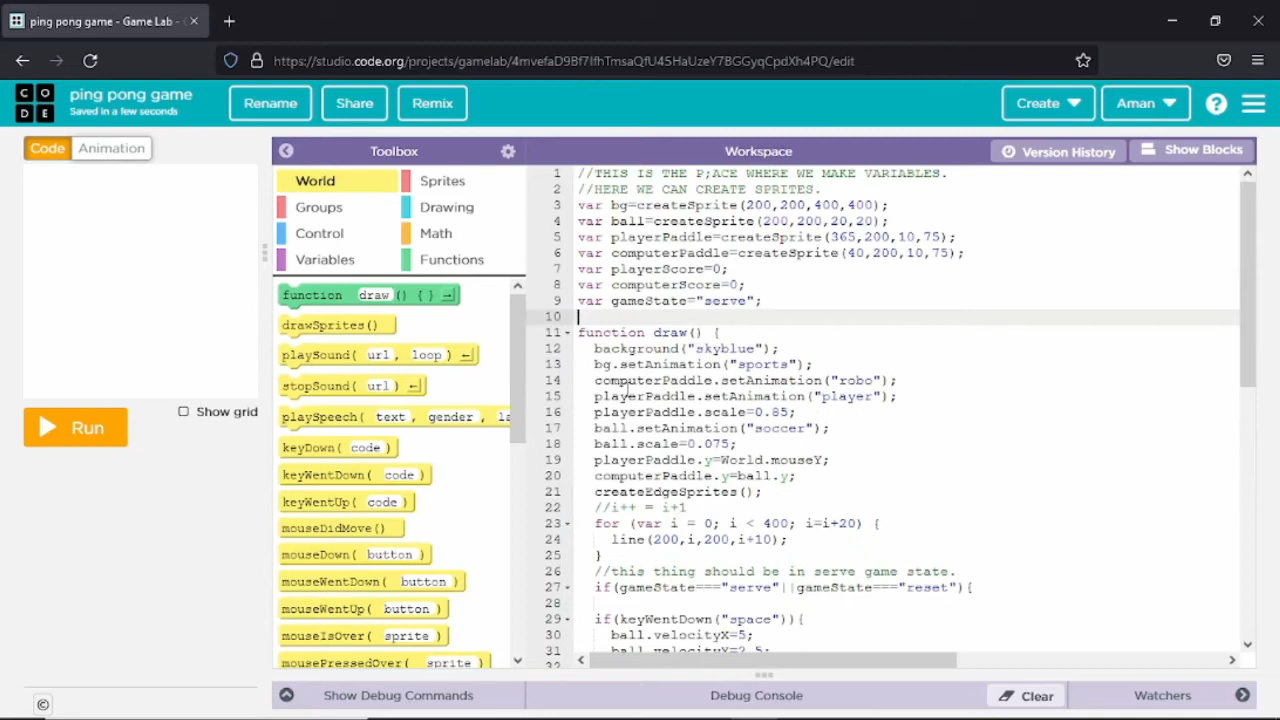 ping pong game - Game Lab -
https://studio.code.org/projects/gamelab/4mvefaD9Bf7IfhTmsaQfU45HaUzeY7BGGyqCpdXh4PQ/edit
C O D E
ping pong game
Saved in a few seconds
Rename
Share
Remix
Create
Aman
?
Code
Animation
Run
Show grid
©
Toolbox
World
Sprites
Groups
Drawing
Control
Math
Variables
Functions
function draw() { }
drawSprites()
playSound( url, loop)
stopSound( url)
playSpeech( text, gender, la
keyDown( code)
keyWentDown( code)
keyWentUp( code)
mouseDidMove()
mouseDown( button)
mouseWentDown( button)
mouseWentUp( button)
mouseIsOver( sprite)
mousePressedOver( sprite)
Workspace
Version History
Show Blocks
1 //THIS IS THE P;ACE WHERE WE MAKE VARIABLES.
2 //HERE WE CAN CREATE SPRITES.
3 var bg=createSprite(200,200,400,400);
4 var ball=createSprite(200,200,20,20);
5 var playerPaddle=createSprite(365,200,10,75);
6 var computerPaddle=createSprite(40,200,10,75);
7 var playerScore=0;
8 var computerScore=0;
9 var gameState="serve";
10
11 function draw() {
12 background("skyblue");
13 bg.setAnimation("sports");
14 computerPaddle.setAnimation("robo");
15 playerPaddle.setAnimation("player");
16 playerPaddle.scale=0.85;
17 ball.setAnimation("soccer");
18 ball.scale=0.075;
19 playerPaddle.y=World.mouseY;
20 computerPaddle.y=ball.y;
21 createEdgeSprites();
22 //i++ = i+1
23 for (var i = 0; i < 400; i=i+20) {
24 line(200,i,200,i+10);
25 }
26 //this thing should be in serve game state.
27 if(gameState==="serve"||gameState==="reset"){
28
29 if(keyWentDown("space")){
30 ball.velocityX=5;
31 ball.velocityX=2.5;
32
Show Debug Commands
Debug Console
Clear
Watchers